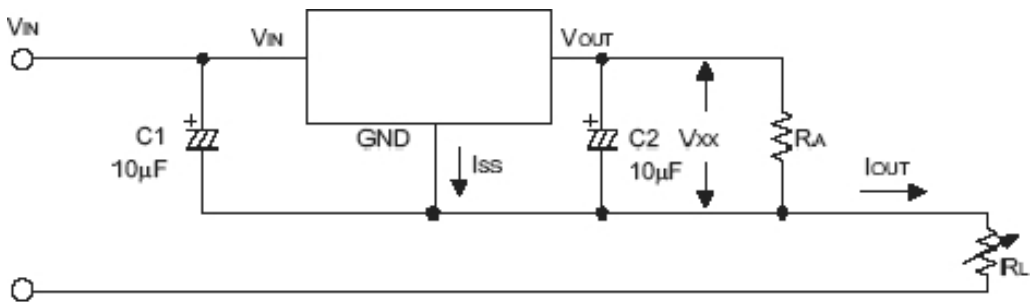 VIN
VIN
VOUT
C1
10μF
GND
ISS
C2
10μF
VXX
RA
IOUT
RL